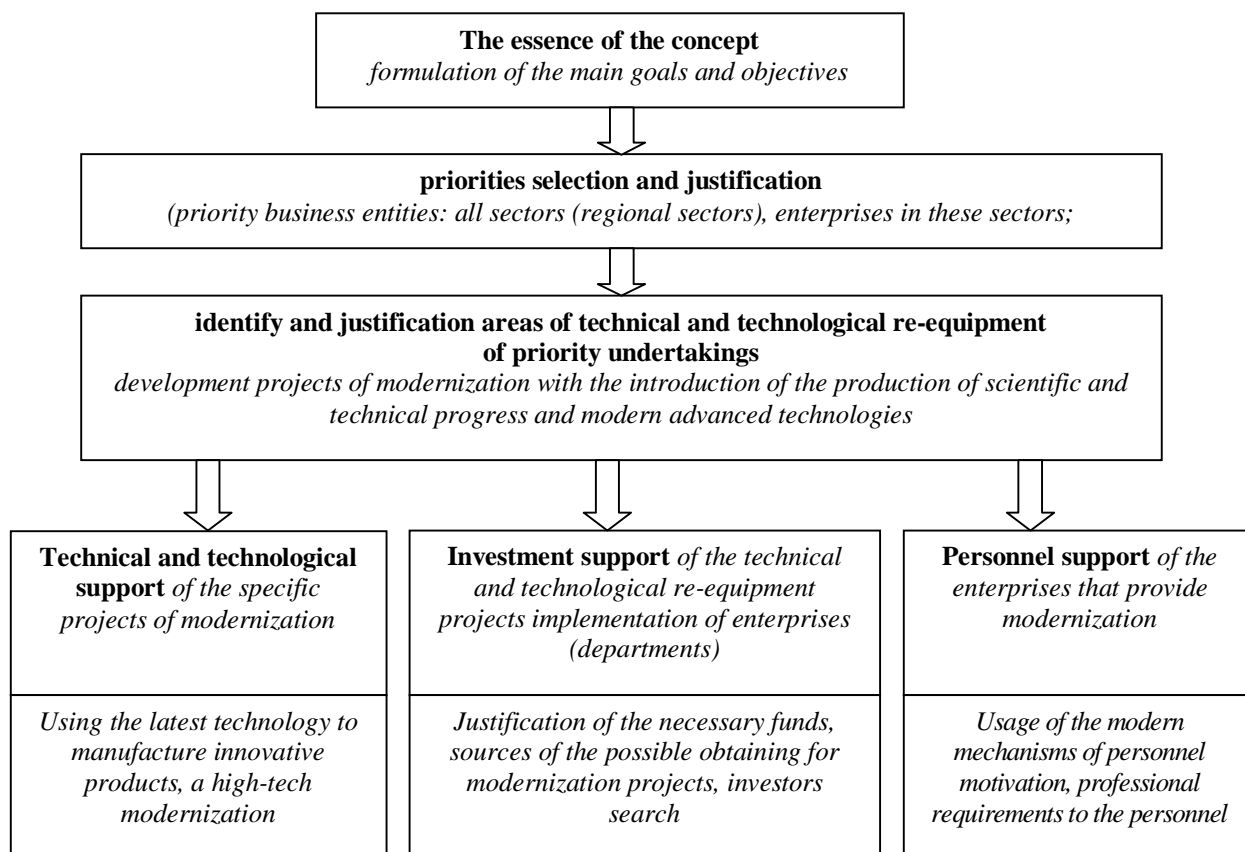 The essence of the concept
formulation of the main goals and objectives
priorities selection and justification
(priority business entities: all sectors (regional sectors), enterprises in these sectors;
identify and justification areas of technical and technological re-equipment
of priority undertakings
development projects of modernization with the introduction of the production of scientific and
technical progress and modern advanced technologies
Technical and technological
support of the specific
projects of modernization
Using the latest technology to
manufacture innovative
products, a high-tech
modernization
Investment support of the technical
and technological re-equipment
projects implementation of enterprises
(departments)
Justification of the necessary funds,
sources of the possible obtaining for
modernization projects, investors
search
Personnel support of the
enterprises that provide
modernization
Usage of the modern
mechanisms of personnel
motivation, professional
requirements to the personnel